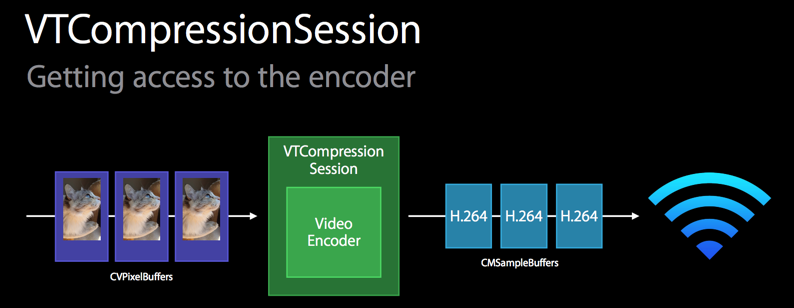 VTCompressionSession
Getting access to the encoder
VTCompression
Session
Video
Encoder
H.264
H.264
H.264
CVPixelBuffers
CMSampleBuffers